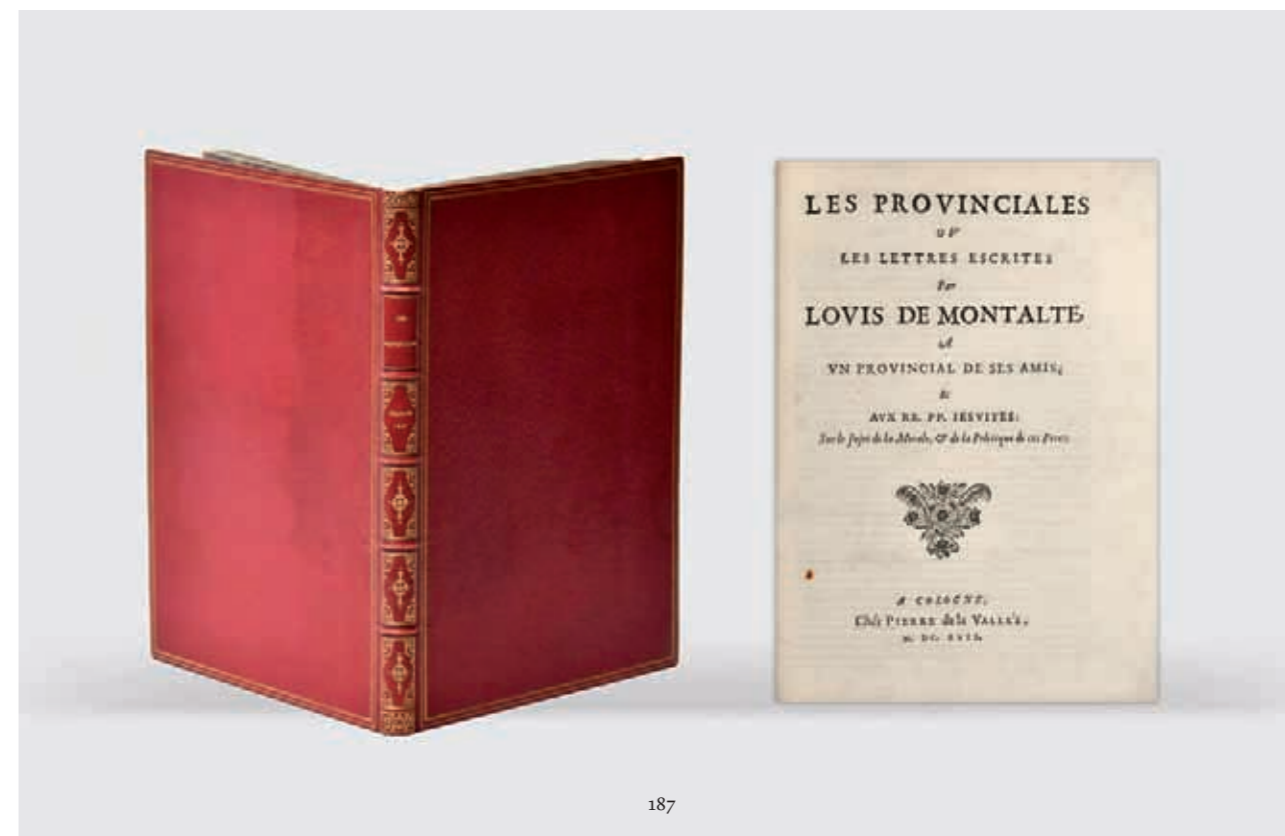 LES PROVINCIALES
OV
LES LETTRES ESCRITES
Par
LOVIS DE MONTALTE,
A
VN PROVINCIAL DE SES AMIS,
&
AVX RR. PP. IESVITES:
Sur le sujet de la Morale, & de la Politique de ces Peres.
A COLOGNE,
Chés PIERRE de la VALLE'E,
M. DC. LVII.
187